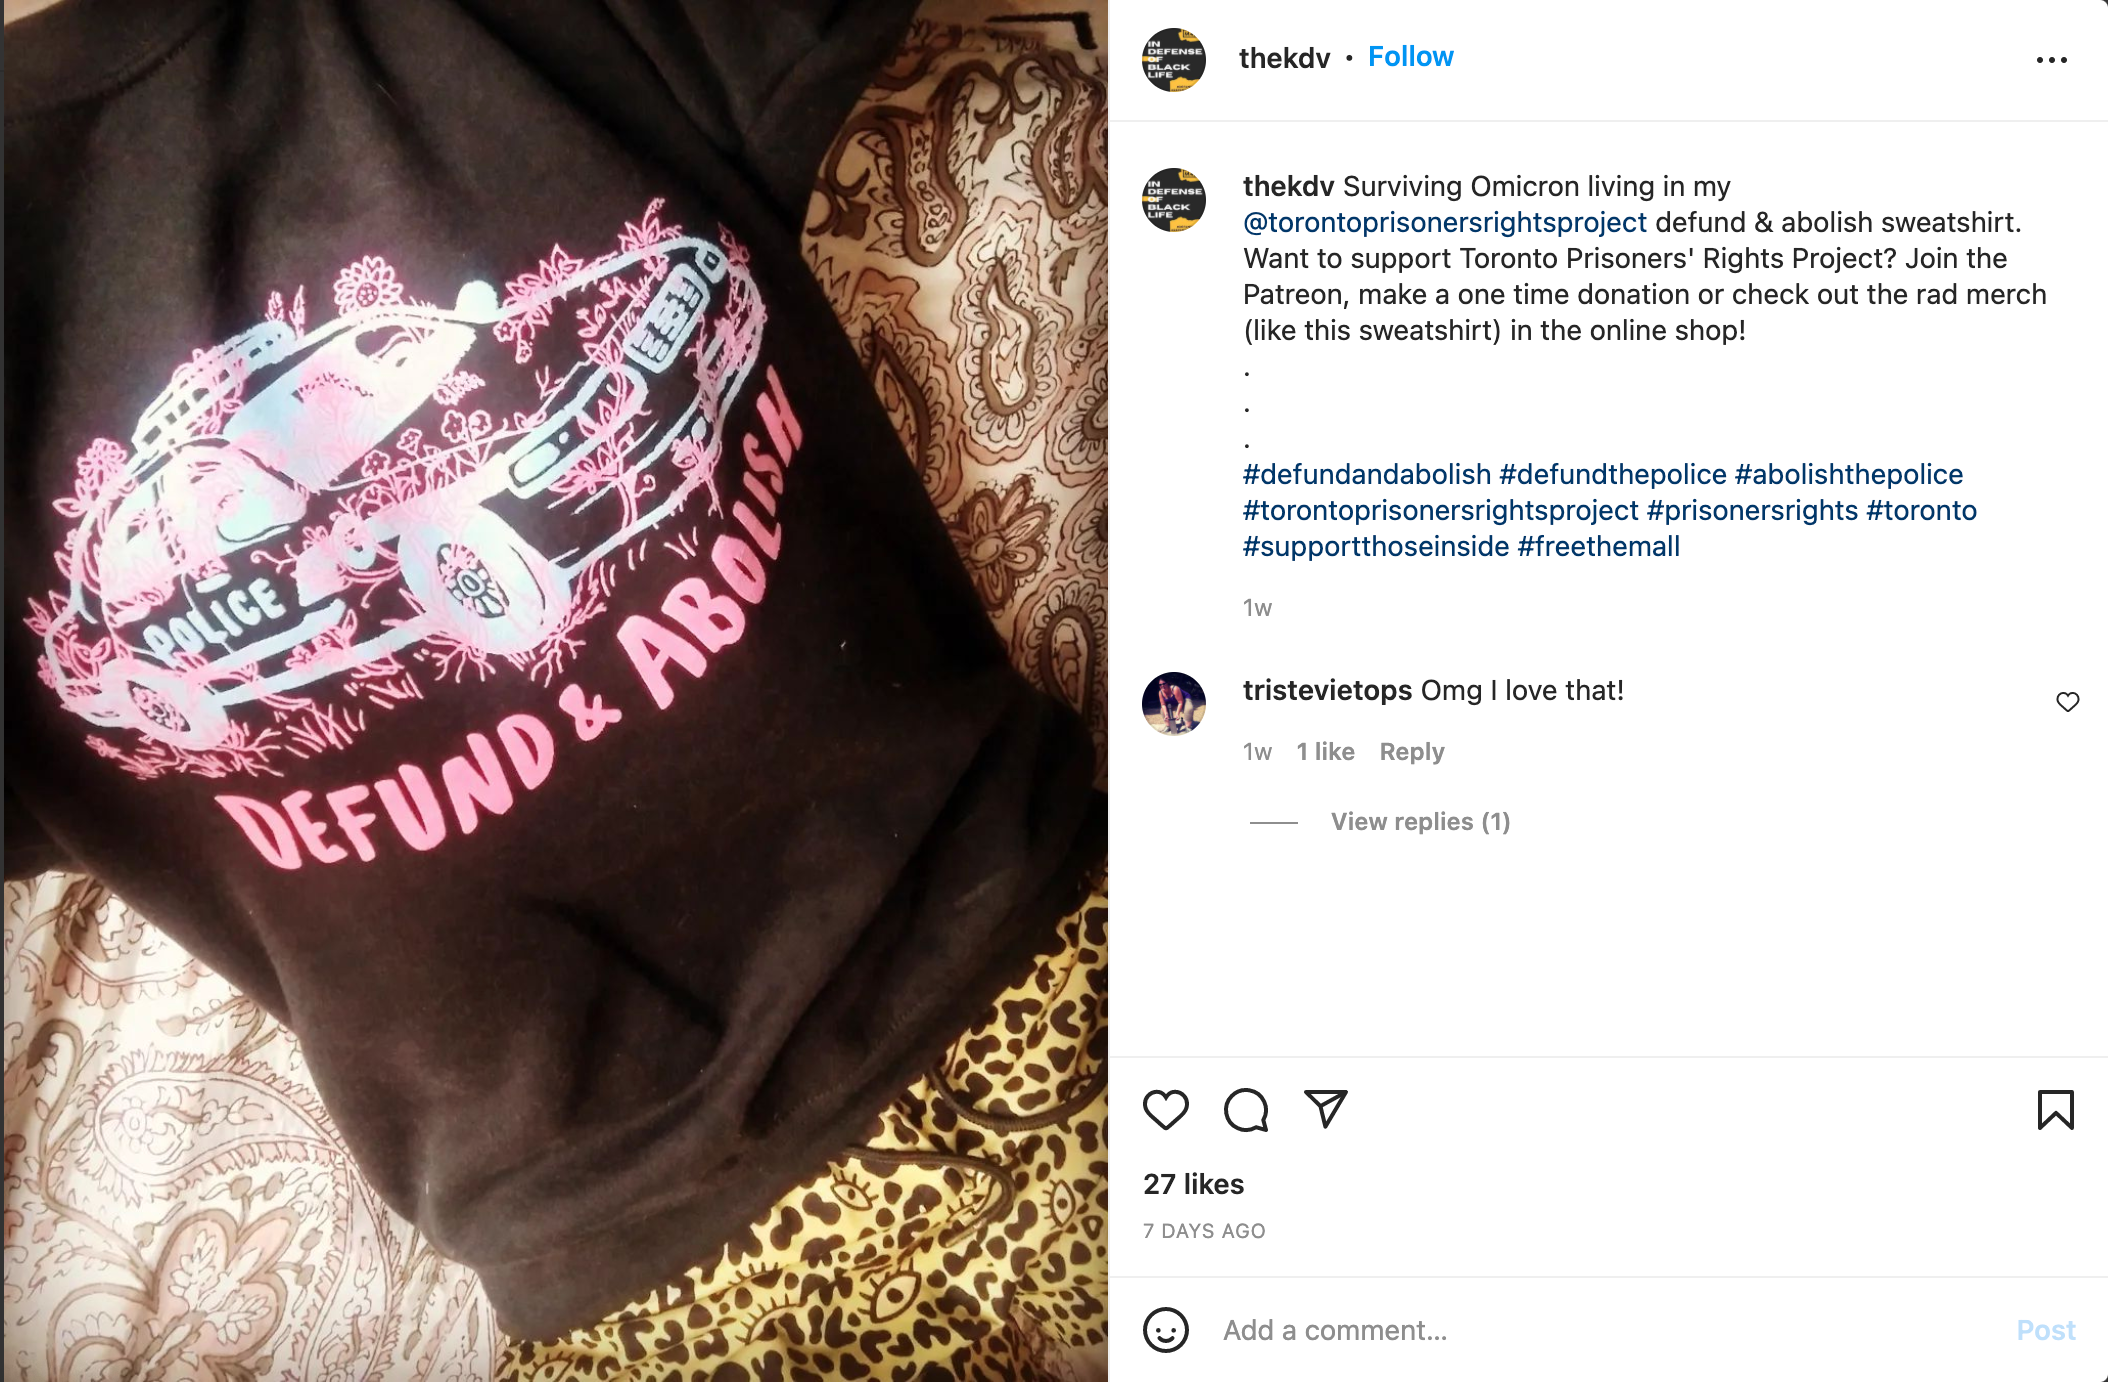 POLICE
DEFUND & ABOLISH
IN
DEFENSE
OF
BLACK
LIFE
thekdv • Follow
IN
DEFENSE
OF
BLACK
LIFE
thekdv Surviving Omicron living in my
@torontoprisonersrightsproject defund & abolish sweatshirt.
Want to support Toronto Prisoners' Rights Project? Join the
Patreon, make a one time donation or check out the rad merch
(like this sweatshirt) in the online shop!
.
.
.
#defundandabolish #defundthepolice #abolishthepolice
#torontoprisonersrightsproject #prisonersrights #toronto
#supportthoseinside #freethemall
1w
tristevietops Omg I love that!
1w 1 like Reply
View replies (1)
27 likes
7 DAYS AGO
Add a comment...
Post